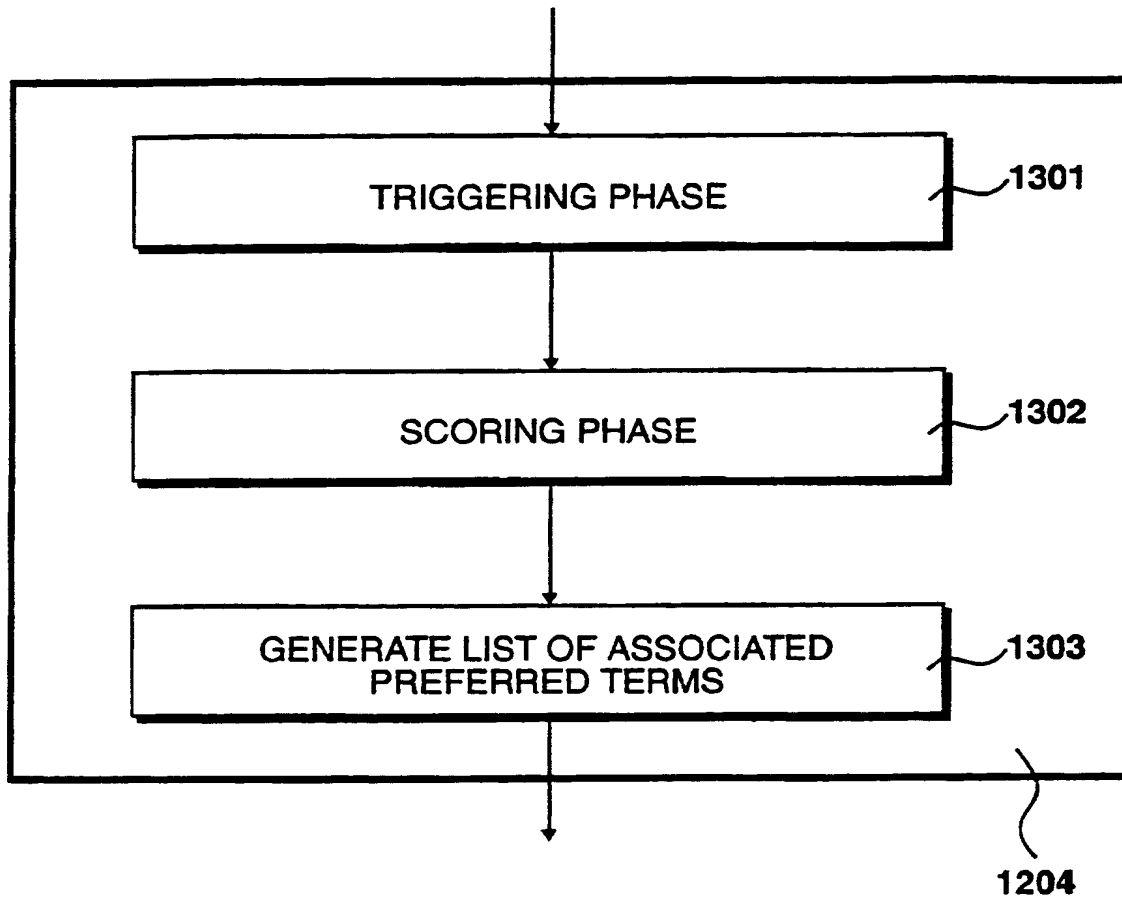 TRIGGERING PHASE
1301
SCORING PHASE
1302
GENERATE LIST OF ASSOCIATED
PREFERRED TERMS
1303
1204